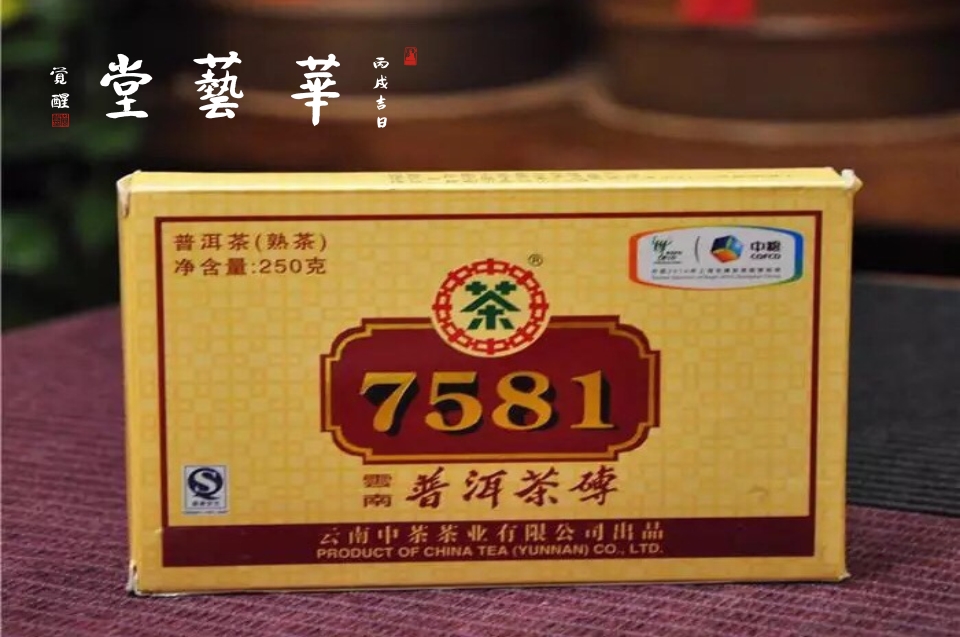 華藝堂
丙戌吉日
覚醒
普洱茶(熟茶)
净含量:250克
中粮
COFCO
茶
®
7581
雲南
普洱茶磚
云南中茶茶业有限公司出品
PRODUCT OF CHINA TEA (YUNNAN) CO., LTD.